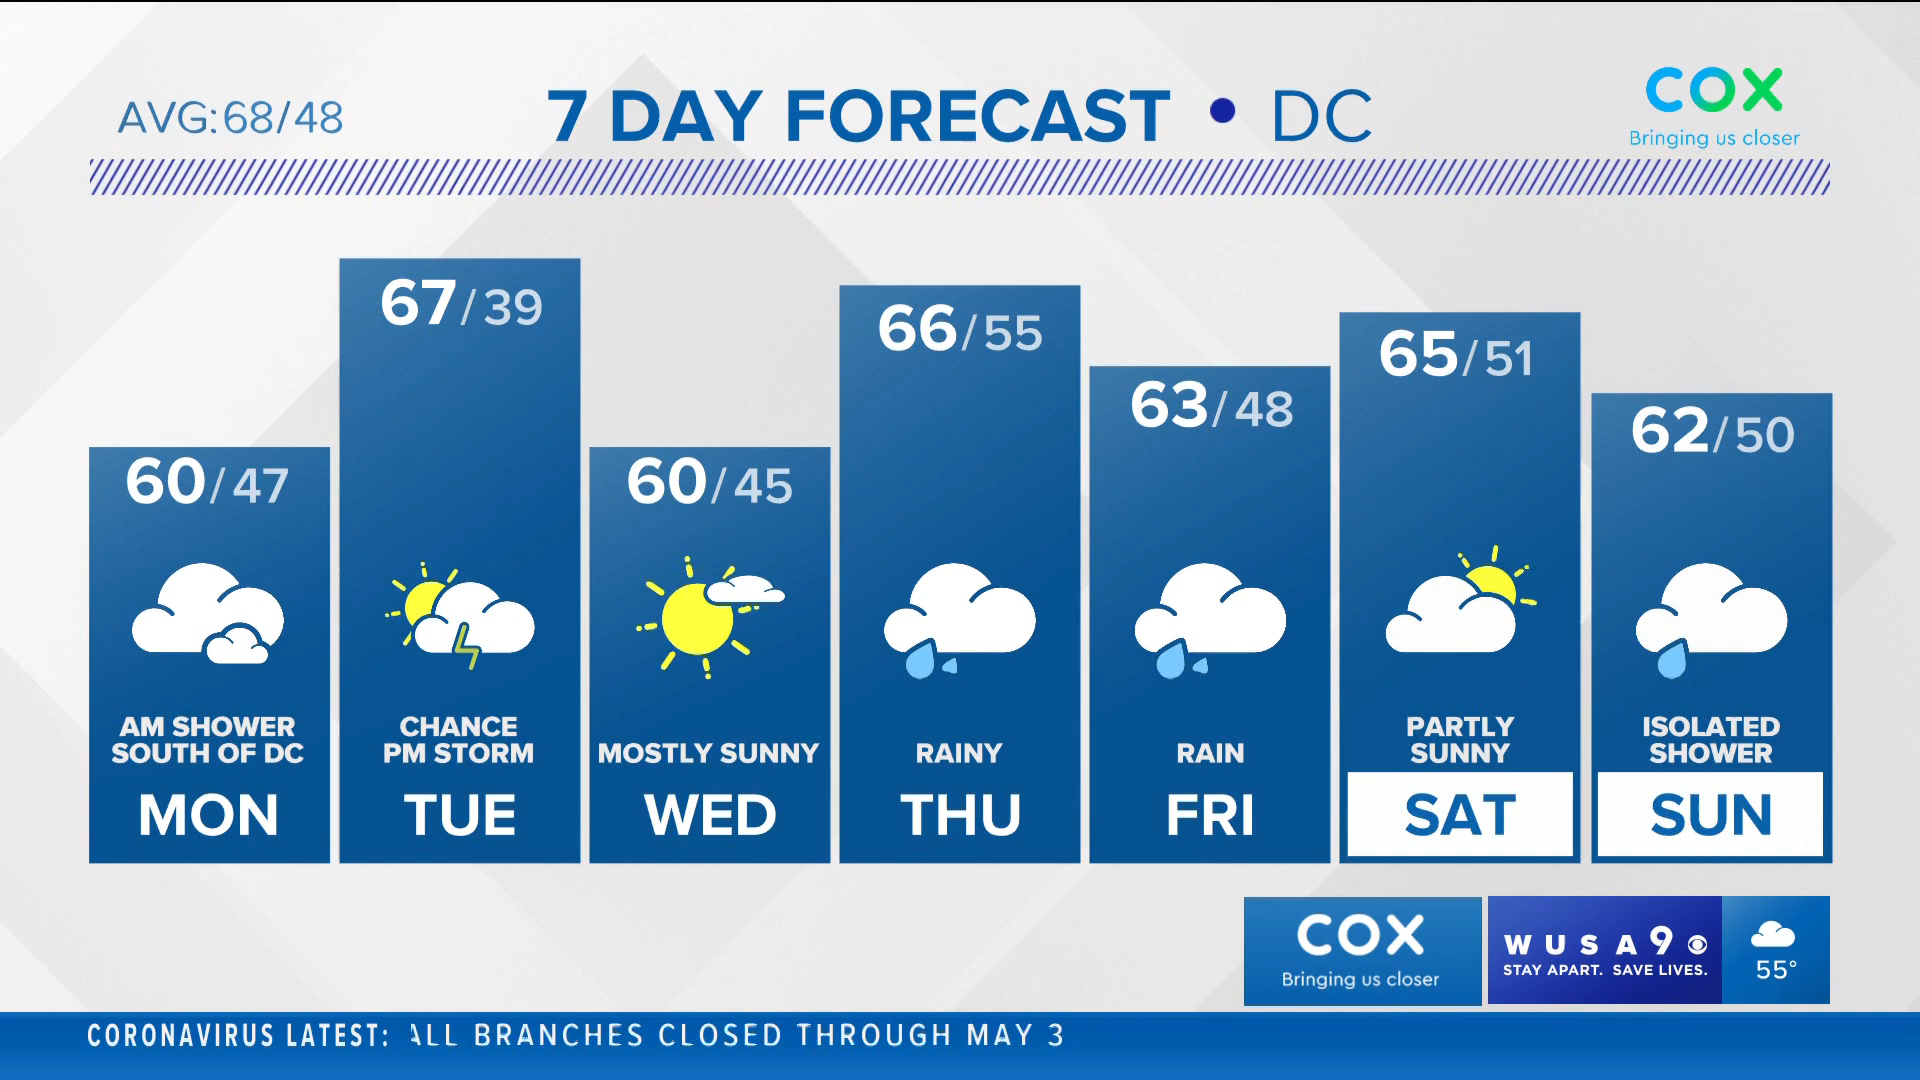 AVG:68/48
7 DAY FORECAST • DC
COX
Bringing us closer
60/47
AM SHOWER
SOUTH OF DC
MON
67/39
CHANCE
PM STORM
TUE
60/45
MOSTLY SUNNY
WED
66/55
RAINY
THU
63/48
RAIN
FRI
65/51
PARTLY
SUNNY
SAT
62/50
ISOLATED
SHOWER
SUN
COX
Bringing us closer
WUSA9
STAY APART. SAVE LIVES.
55°
CORONAVIRUS LATEST: ALL BRANCHES CLOSED THROUGH MAY 3